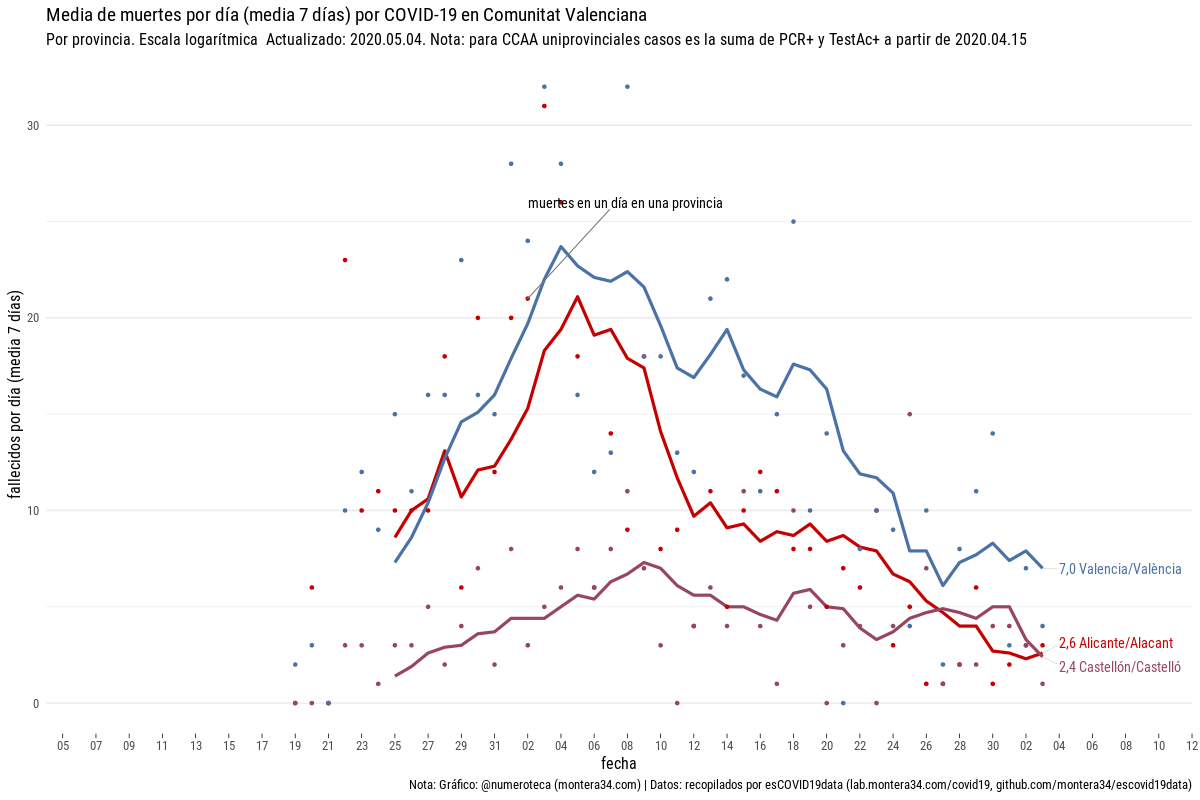 Media de muertes por día (media 7 días) por COVID-19 en Comunitat Valenciana
Por provincia. Escala logarítmica  Actualizado: 2020.05.04. Nota: para CCAA uniprovinciales casos es la suma de PCR+ y TestAc+ a partir de 2020.04.15
fallecidos por día (media 7 días)
30
20
10
0
muertes en un día en una provincia
7,0 Valencia/València
2,6 Alicante/Alacant
2,4 Castellón/Castelló
05 07 09 11 13 15 17 19 21 23 25 27 29 31 02 04 06 08 10 12 14 16 18 20 22 24 26 28 30 02 04 06 08 10 12
fecha
Nota: Gráfico: @numeroteca (montera34.com) | Datos: recopilados por esCOVID19data (lab.montera34.com/covid19, github.com/montera34/escovid19data)